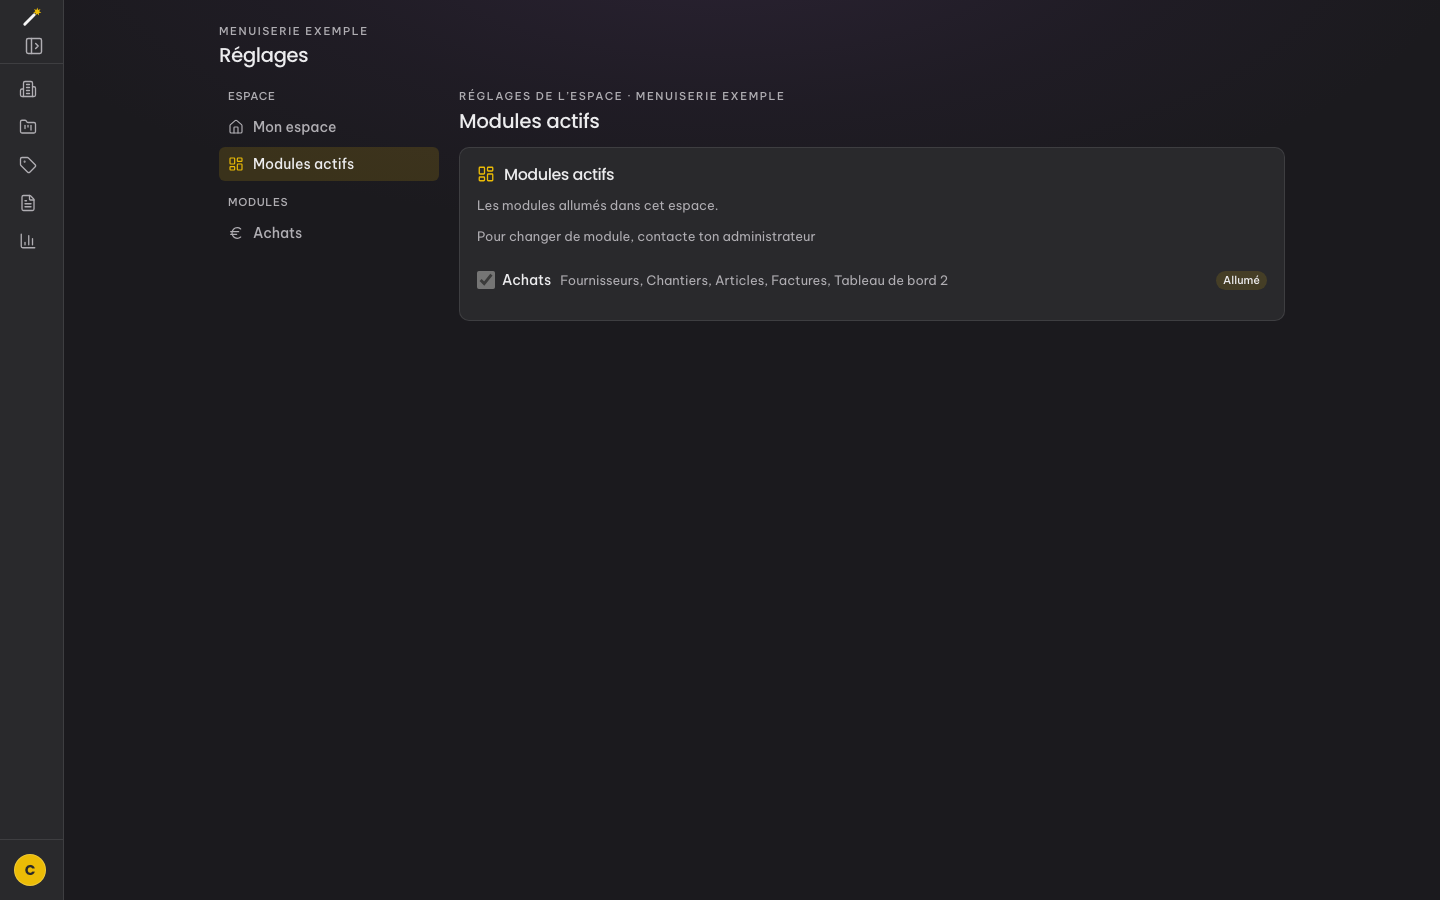 MENUISERIE EXEMPLE
Réglages
ESPACE
Mon espace
Modules actifs
MODULES
Achats
RÉGLAGES DE L'ESPACE · MENUISERIE EXEMPLE
Modules actifs
Modules actifs
Les modules allumés dans cet espace.
Pour changer de module, contacte ton administrateur
Achats Fournisseurs, Chantiers, Articles, Factures, Tableau de bord 2 Allumé
C